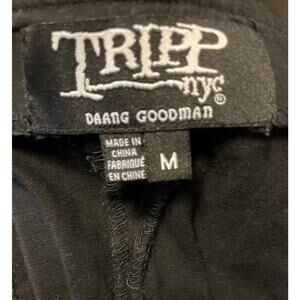 TRIPP
nyc®
DAANG GOODMAN
MADE IN
CHINA
FABRIQUÉ
EN CHINE
M